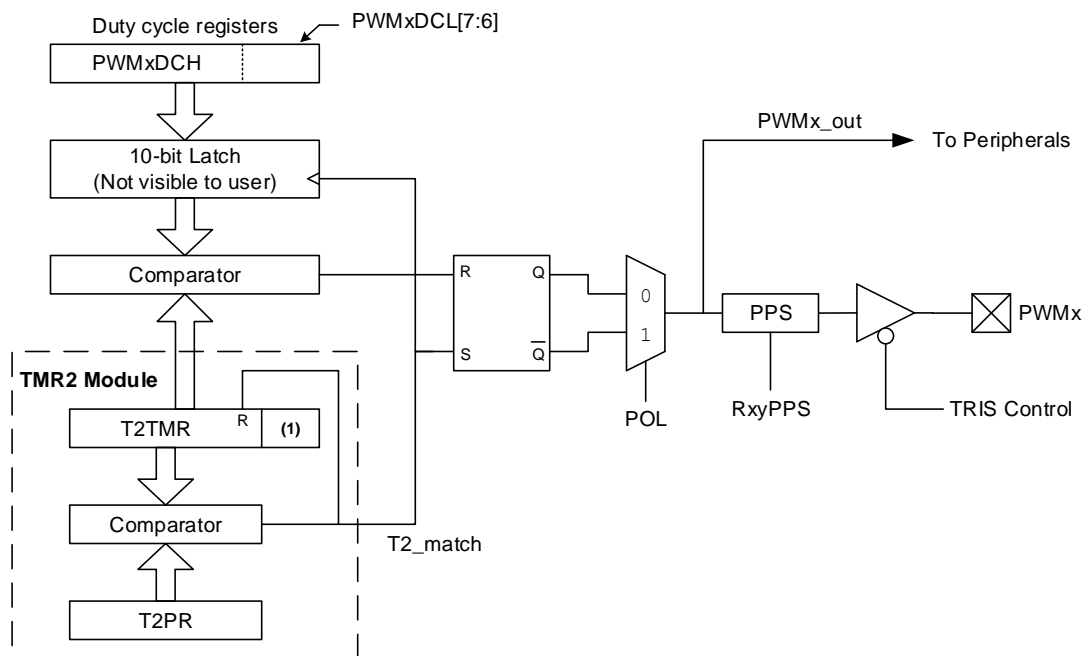 Duty cycle registers
PWMxDCL[7:6]
PWMxDCH
10-bit Latch
(Not visible to user)
PWMx_out
To Peripherals
Comparator
R
Q
S
Q
0
1
PPS
PWMx
POL
RxyPPS
TRIS Control
TMR2 Module
R
T2TMR
(1)
Comparator
T2_match
T2PR